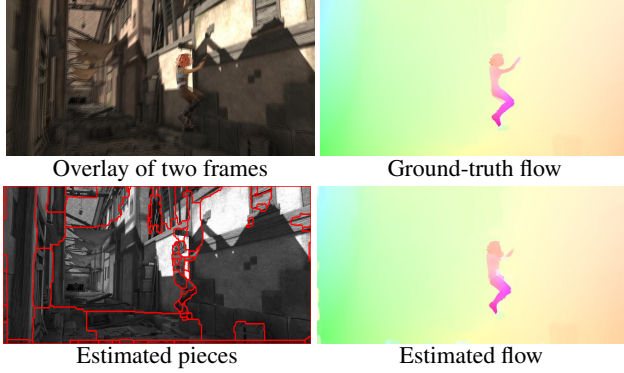 Overlay of two frames
Ground-truth flow
Estimated pieces
Estimated flow